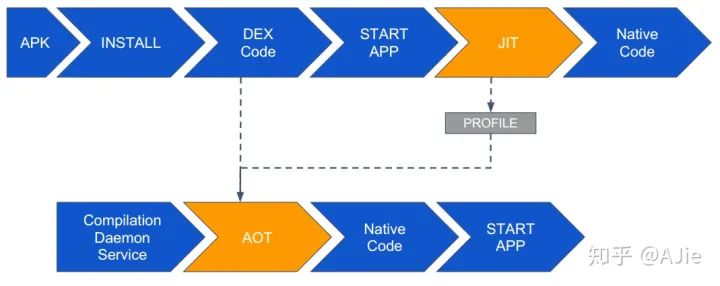 APK
INSTALL
DEX
Code
START
APP
JIT
Native
Code
PROFILE
Compilation
Daemon
Service
AOT
Native
Code
START
APP
知乎 @AJie